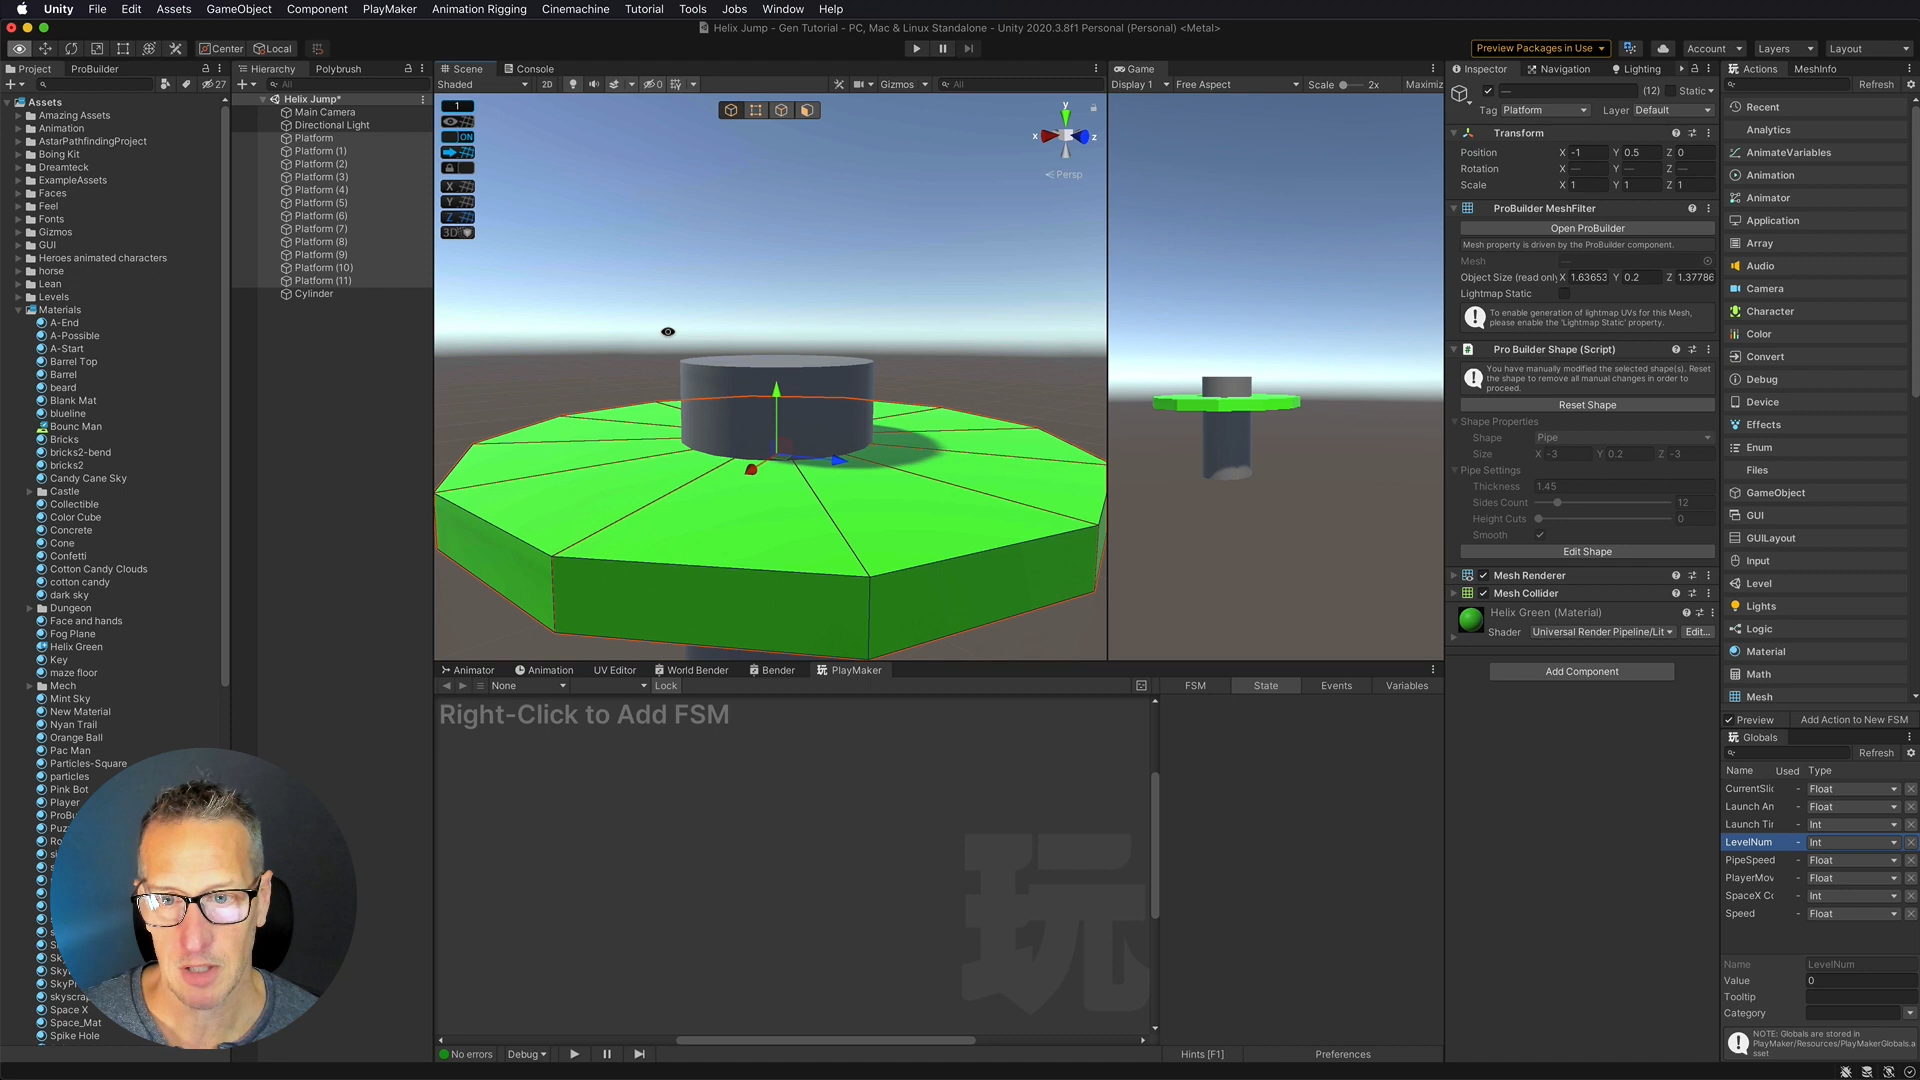 Unity File Edit Assets GameObject Component PlayMaker Animation Rigging Cinemachine Tutorial Tools Jobs Window Help
Helix Jump - Gen Tutorial - PC, Mac & Linux Standalone - Unity 2020.3.8f1 Personal (Personal) <Metal>
Center Local
Preview Packages in Use Account Layers Layout
Project ProBuilder
27
Assets
Amazing Assets
Animation
AstarPathfindingProject
Boing Kit
Dreamteck
ExampleAssets
Faces
Feel
Fonts
Gizmos
GUI
Heroes animated characters
horse
Lean
Levels
Materials
A-End
A-Possible
A-Start
Barrel Top
Barrel
beard
Blank Mat
blueline
Bounc Man
Bricks
bricks2-bend
bricks2
Candy Cane Sky
Castle
Collectible
Color Cube
Concrete
Cone
Confetti
Cotton Candy Clouds
cotton candy
dark sky
Dungeon
Face and hands
Fog Plane
Helix Green
Key
maze floor
Mech
Mint Sky
New Material
Nyan Trail
Orange Ball
Pac Man
Particles-Square
particles
Pink Bot
Player
Space X
Space_Mat
Spike Hole
Hierarchy Polybrush
All
Helix Jump*
Main Camera
Directional Light
Platform
Platform (1)
Platform (2)
Platform (3)
Platform (4)
Platform (5)
Platform (6)
Platform (7)
Platform (8)
Platform (9)
Platform (10)
Platform (11)
Cylinder
Scene Console
Shaded 2D 0 Gizmos All
1
ON
X
Y
Z
3D
y
x z
Persp
Game
Display 1 Free Aspect Scale 2x Maximiz
Animator Animation UV Editor World Bender Bender PlayMaker
None Lock FSM State Events Variables
Right-Click to Add FSM
玩
No errors Debug Hints [F1] Preferences
Inspector Navigation Lighting
(12) Static
Tag Platform Layer Default
Transform
Position X -1 Y 0.5 Z 0
Rotation X — Y — Z —
Scale X 1 Y 1 Z 1
ProBuilder MeshFilter
Open ProBuilder
Mesh property is driven by the ProBuilder component.
Mesh —
Object Size (read only X 1.63653 Y 0.2 Z 1.37786
Lightmap Static
To enable generation of lightmap UVs for this Mesh,
please enable the 'Lightmap Static' property.
Pro Builder Shape (Script)
You have manually modified the selected shape(s). Reset
the shape to remove all manual changes in order to
proceed.
Reset Shape
Shape Properties
Shape Pipe
Size X -3 Y 0.2 Z -3
Pipe Settings
Thickness 1.45
Sides Count 12
Height Cuts 0
Smooth
Edit Shape
Mesh Renderer
Mesh Collider
Helix Green (Material)
Shader Universal Render Pipeline/Lit Edit...
Add Component
Actions MeshInfo
Refresh
Recent
Analytics
AnimateVariables
Animation
Animator
Application
Array
Audio
Camera
Character
Color
Convert
Debug
Device
Effects
Enum
Files
GameObject
GUI
GUILayout
Input
Level
Lights
Logic
Material
Math
Mesh
Preview Add Action to New FSM
Globals
Refresh
Name Used Type
CurrentSlic - Float
Launch An - Float
Launch Tir - Int
LevelNum - Int
PipeSpeed - Float
PlayerMov - Float
SpaceX Cc - Int
Speed - Float
Name LevelNum
Value 0
Tooltip
Category
NOTE: Globals are stored in
PlayMaker/Resources/PlayMakerGlobals.a
sset